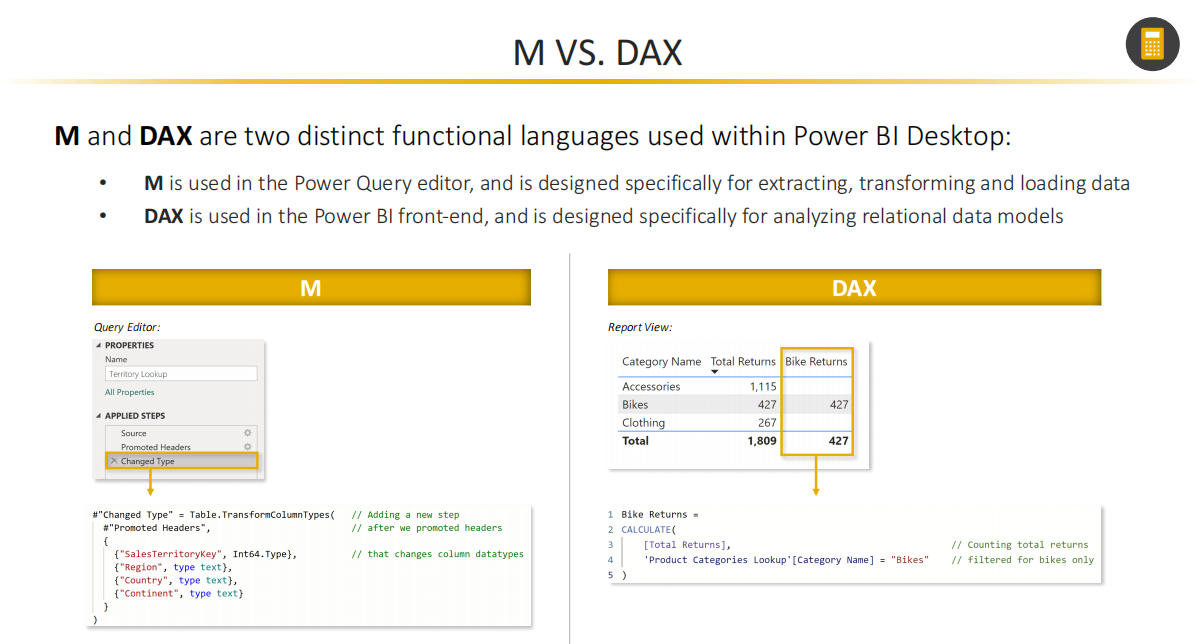 M VS. DAX
M and DAX are two distinct functional languages used within Power BI Desktop:
• M is used in the Power Query editor, and is designed specifically for extracting, transforming and loading data
• DAX is used in the Power BI front-end, and is designed specifically for analyzing relational data models
M
Query Editor:
PROPERTIES
Name
Territory Lookup
All Properties
APPLIED STEPS
Source
Promoted Headers
Changed Type
#"Changed Type" = Table.TransformColumnTypes( // Adding a new step
#"Promoted Headers", // after we promoted headers
{
{"SalesTerritoryKey", Int64.Type}, // that changes column datatypes
{"Region", type text},
{"Country", type text},
{"Continent", type text}
}
)
DAX
Report View:
Category Name Total Returns Bike Returns
Accessories 1,115
Bikes 427 427
Clothing 267
Total 1,809 427
1 Bike Returns =
2 CALCULATE(
3 [Total Returns], // Counting total returns
4 'Product Categories Lookup'[Category Name] = "Bikes" // filtered for bikes only
5 )